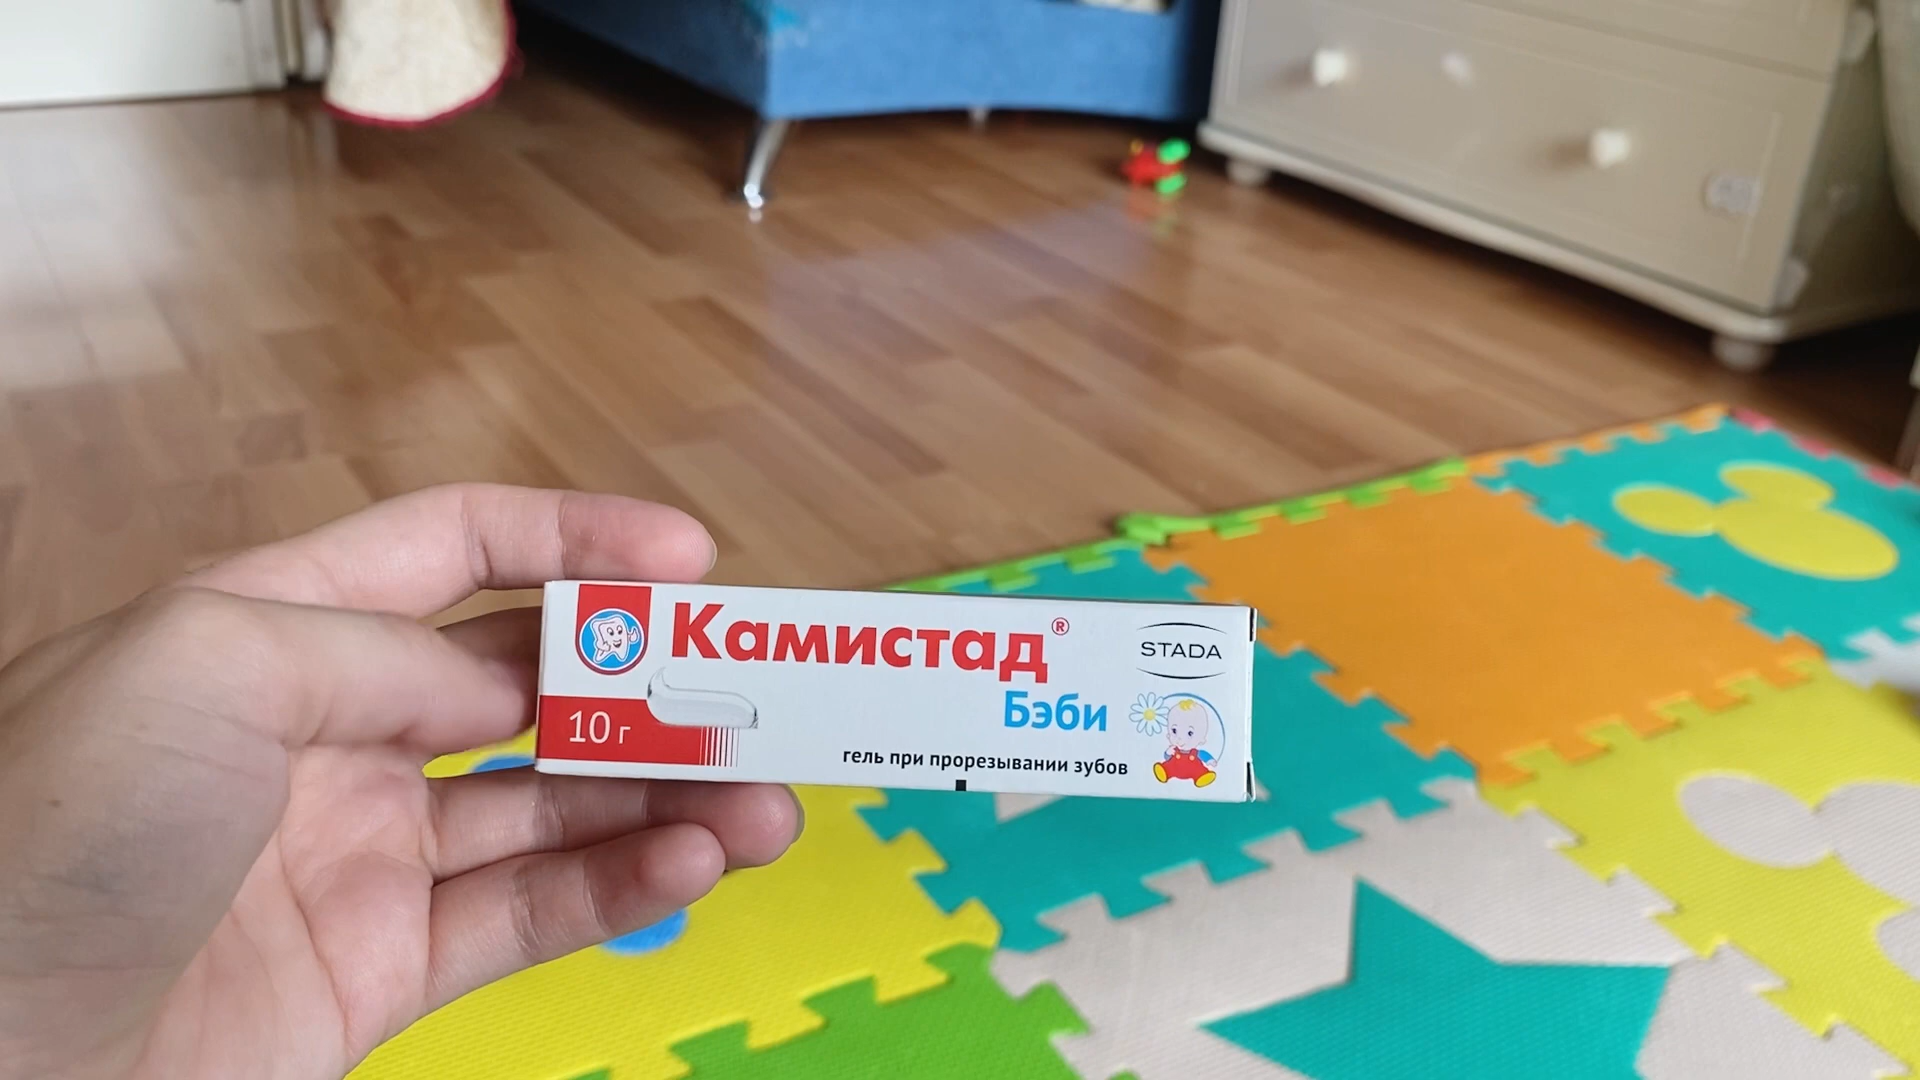 Камистад®
STADA
Бэби
10 г
гель при прорезывании зубов